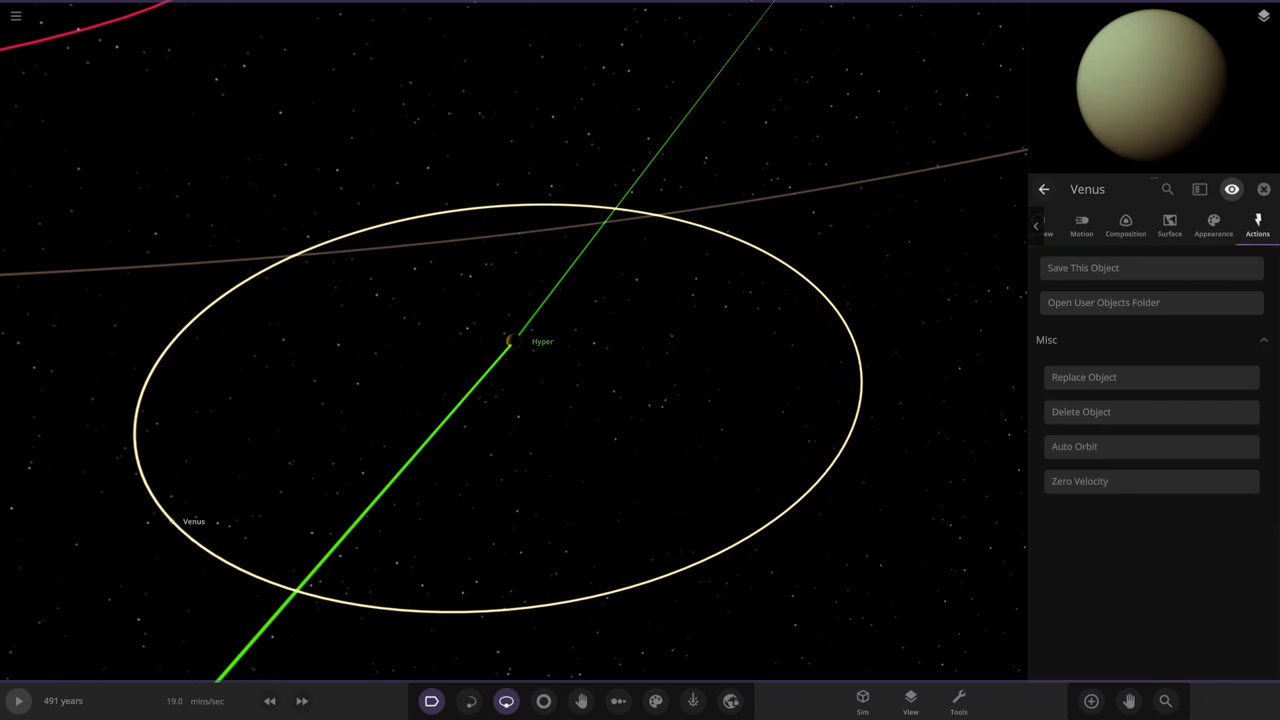 Venus
ew
Motion
Composition
Surface
Appearance
Actions
Save This Object
Open User Objects Folder
Misc
Replace Object
Delete Object
Auto Orbit
Zero Velocity
Hyper
Venus
491 years
19.0 mins/sec
Sim
View
Tools